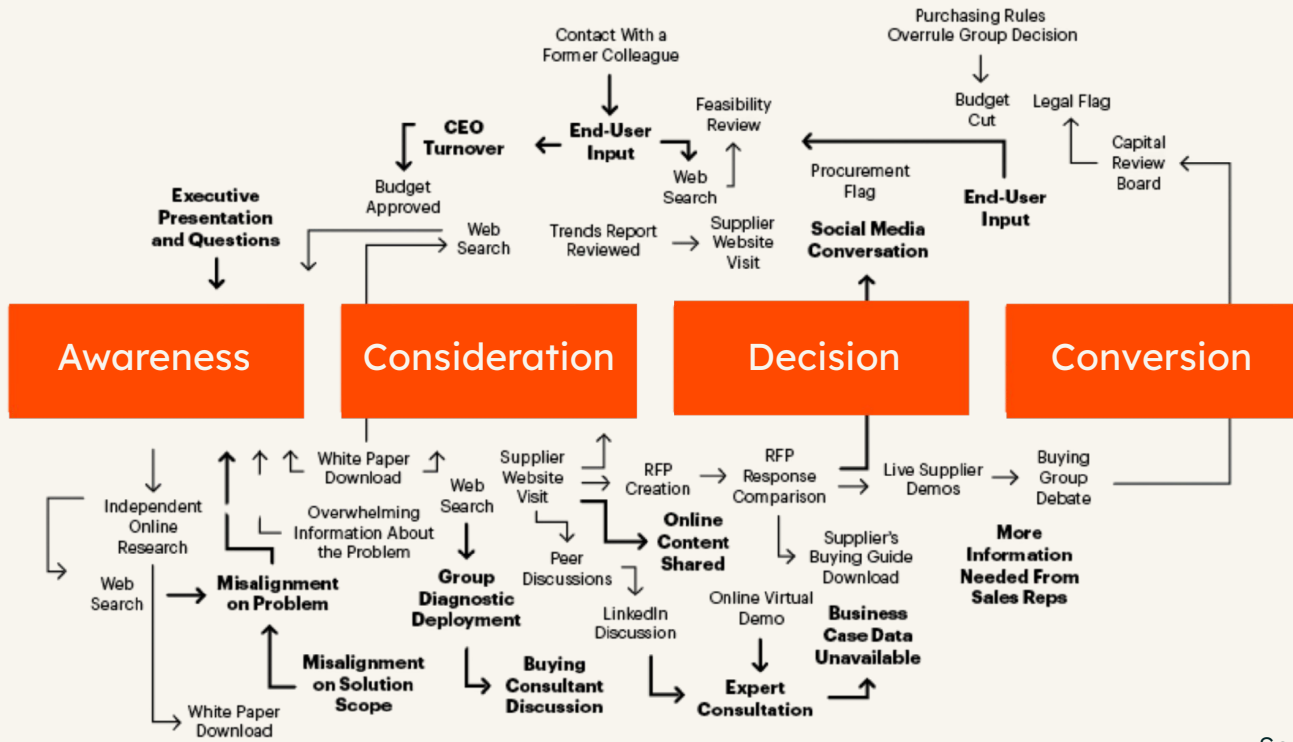 Purchasing Rules
Overrule Group Decision
Contact With a
Former Colleague
Budget
Cut
Legal Flag
Feasibility
Review
CEO
Turnover
End-User
Input
Capital
Review
Board
Web
Search
Procurement
Flag
End-User
Input
Budget
Approved
Executive
Presentation
and Questions
Web
Search
Trends Report
Reviewed
Supplier
Website
Visit
Social Media
Conversation
Awareness
Consideration
Decision
Conversion
White Paper
Download
Supplier
Website
Visit
RFP
Creation
RFP
Response
Comparison
Live Supplier
Demos
Buying
Group
Debate
Web
Search
Independent
Online
Research
Overwhelming
Information About
the Problem
Online
Content
Shared
More
Information
Needed From
Sales Reps
Supplier's
Buying Guide
Download
Peer
Discussions
Web
Search
Misalignment
on Problem
Group
Diagnostic
Deployment
LinkedIn
Discussion
Online Virtual
Demo
Business
Case Data
Unavailable
Misalignment
on Solution
Scope
Buying
Consultant
Discussion
Expert
Consultation
White Paper
Download